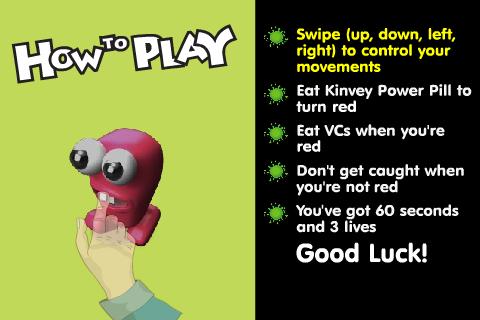 HOW TO PLAY
Swipe (up, down, left,
right) to control your
movements
Eat Kinvey Power Pill to
turn red
Eat VCs when you're
red
Don't get caught when
you're not red
You've got 60 seconds
and 3 lives
Good Luck!